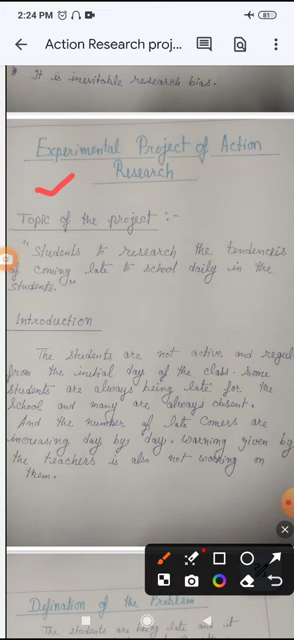 2:24 PM
81
Action Research proj...
* It is inevitable research bias.
Experimental Project of Action
Research
Topic of the project :-
"Students to research the tendencies
of coming late to school daily in the
students."
Introduction
The students are not active and regul
from the initial day of the class. Some
students are always being late for the
school and many are always absent.
And the number of late comers are
increasing day by day. Warning given by
the teachers is also not working on
them.
Defination of the Problem
The students are being late and it